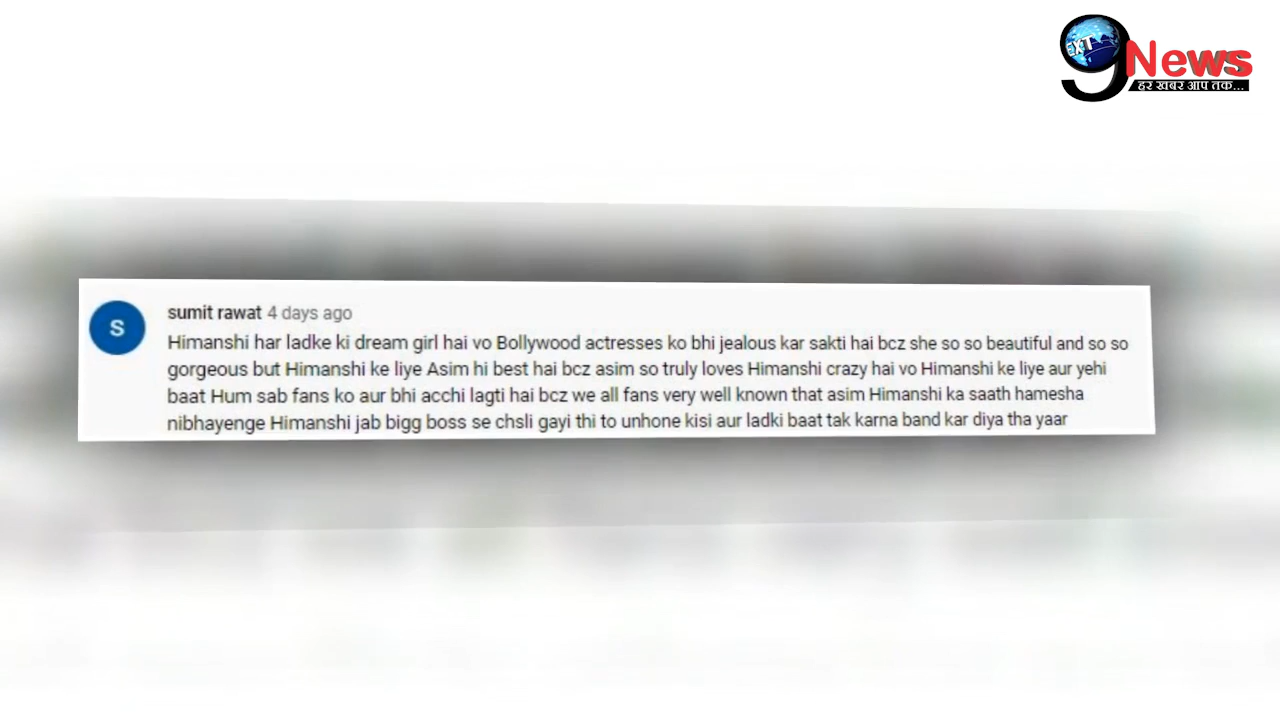 EXT
9 News
हर खबर आप तक...
S
sumit rawat 4 days ago
Himanshi har ladke ki dream girl hai vo Bollywood actresses ko bhi jealous kar sakti hai bcz she so so beautiful and so so
gorgeous but Himanshi ke liye Asim hi best hai bcz asim so truly loves Himanshi crazy hai vo Himanshi ke liye aur yehi
baat Hum sab fans ko aur bhi acchi lagti hai bcz we all fans very well known that asim Himanshi ka saath hamesha
nibhayenge Himanshi jab bigg boss se chsli gayi thi to unhone kisi aur ladki baat tak karna band kar diya tha yaar